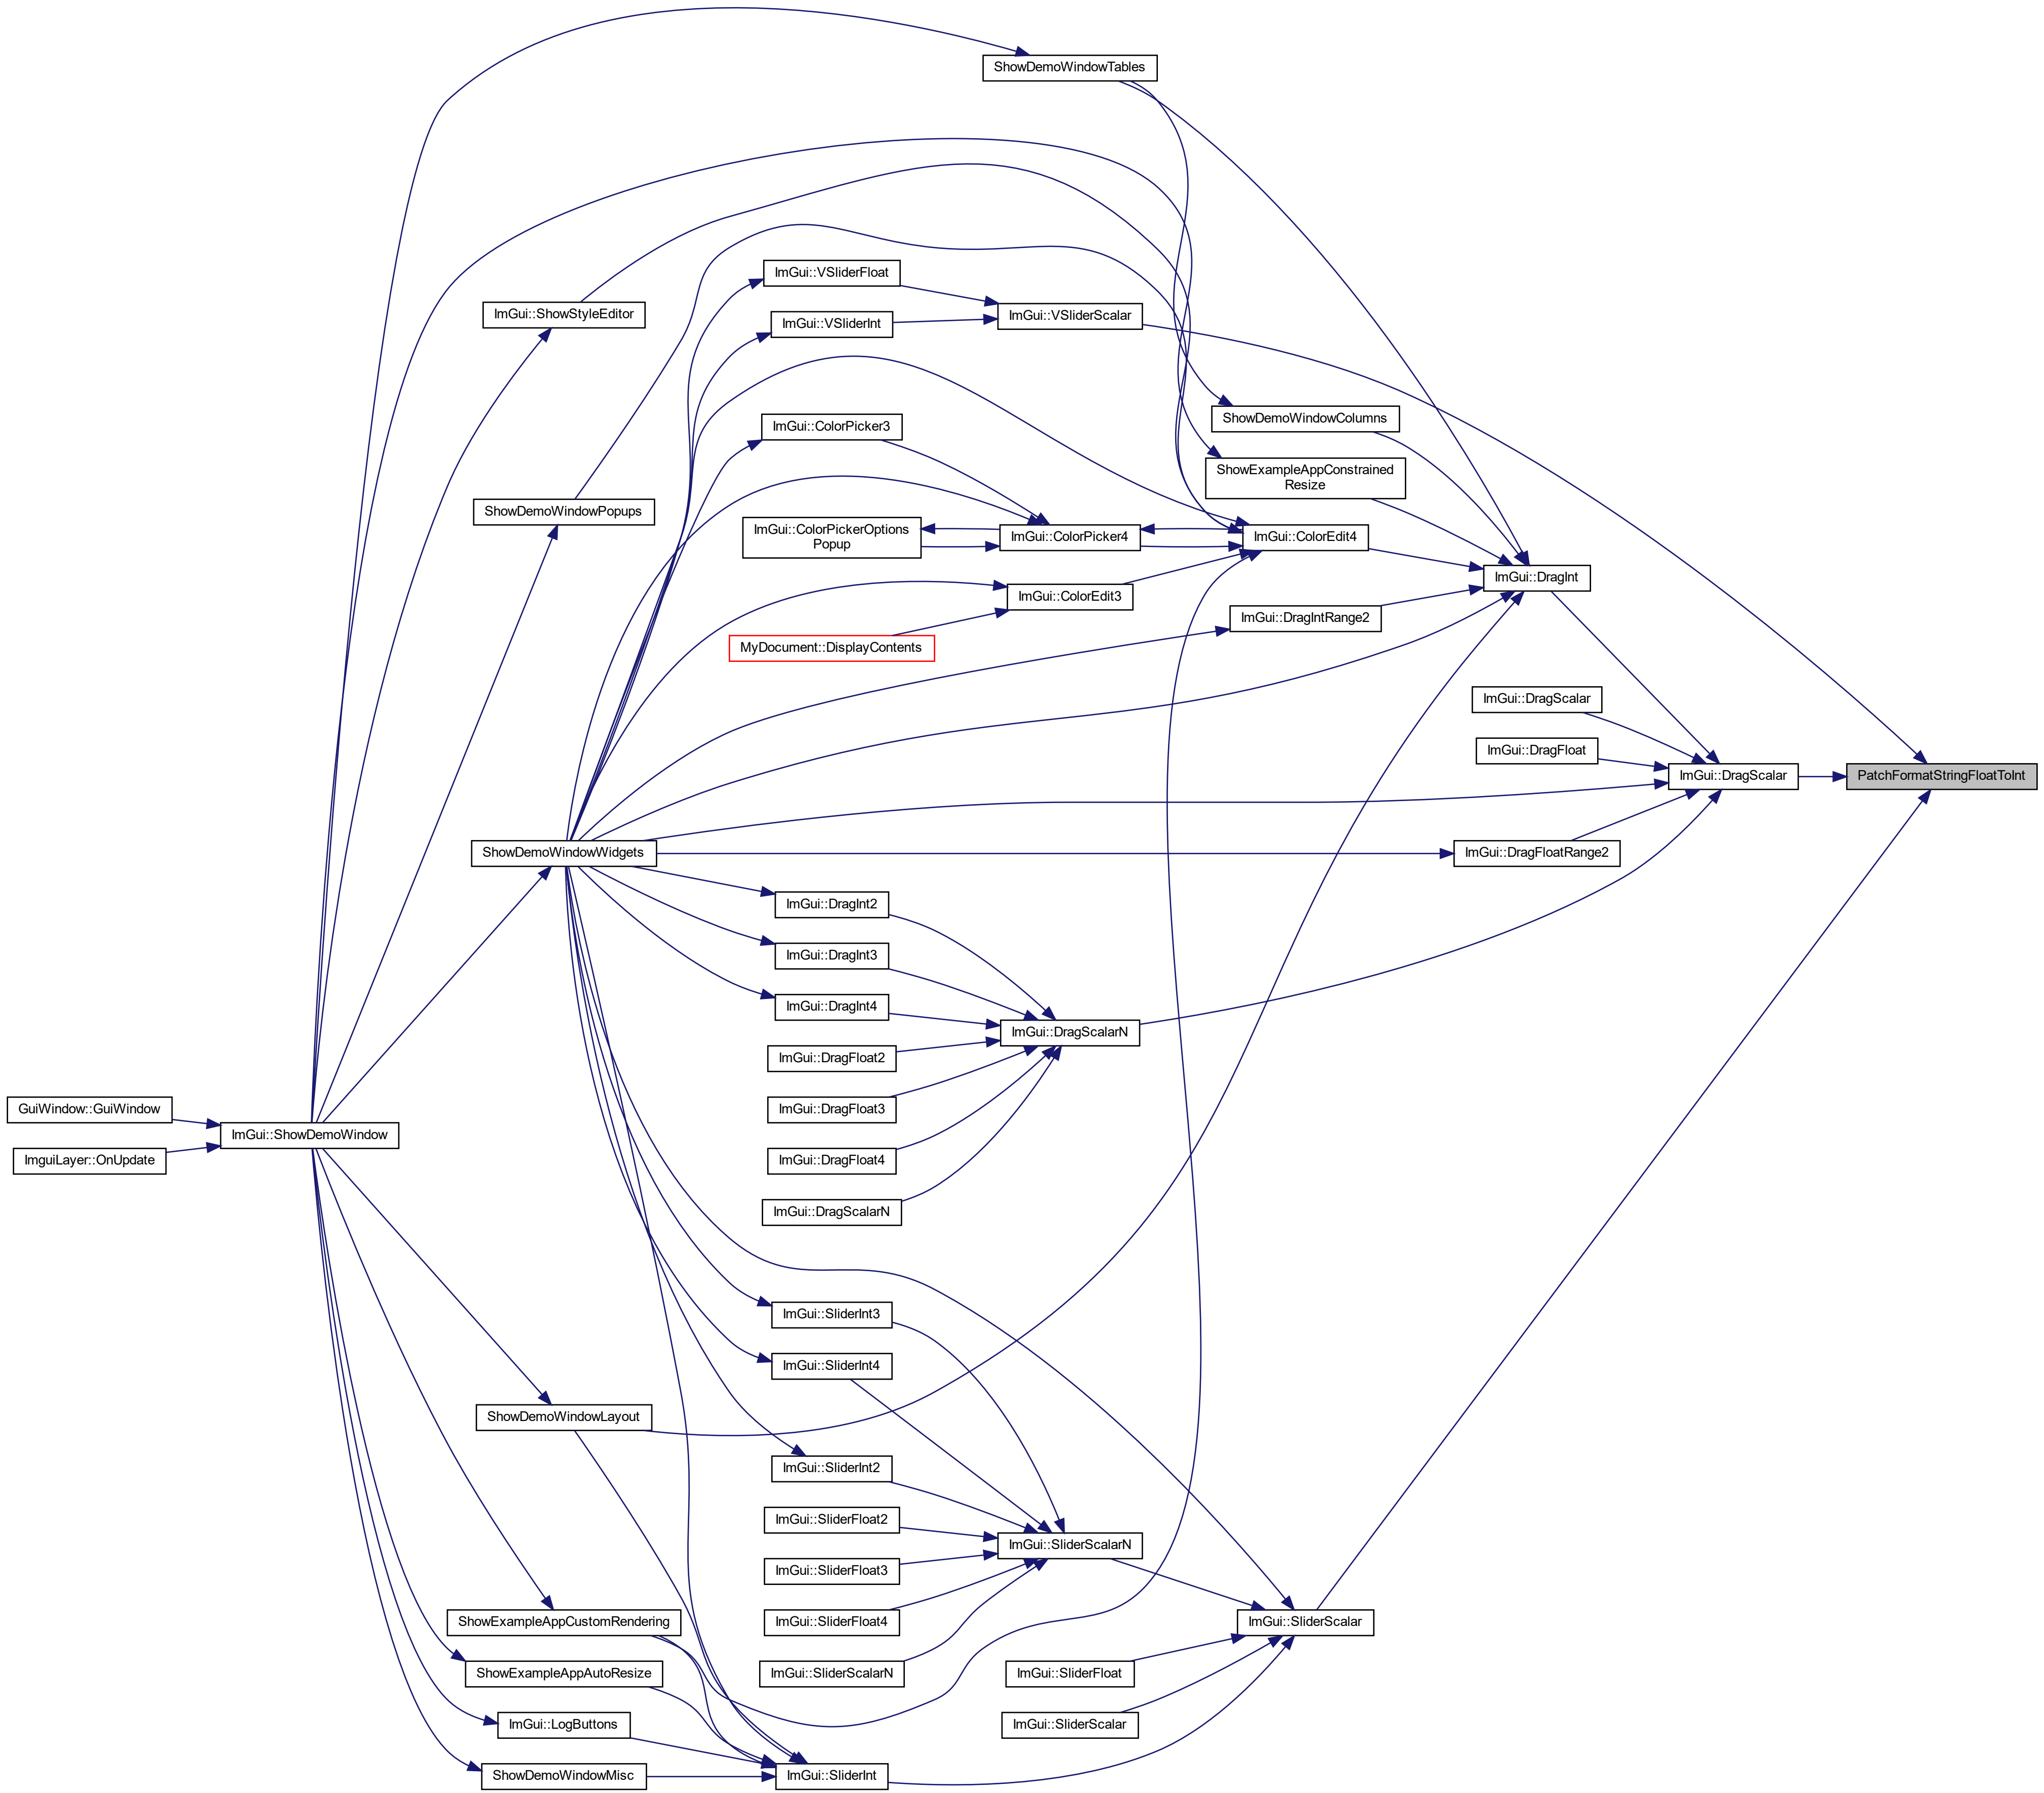 ShowDemoWindowTables
ImGui::VSliderFloat
ImGui::ShowStyleEditor
ImGui::VSliderScalar
ImGui::VSliderInt
ShowDemoWindowColumns
ImGui::ColorPicker3
ShowExampleAppConstrained
Resize
ShowDemoWindowPopups
ImGui::ColorPickerOptions
Popup
ImGui::ColorPicker4
ImGui::ColorEdit4
ImGui::DragInt
ImGui::ColorEdit3
ImGui::DragIntRange2
MyDocument::DisplayContents
ImGui::DragScalar
ImGui::DragFloat
ImGui::DragScalar
PatchFormatStringFloatToInt
ShowDemoWindowWidgets
ImGui::DragFloatRange2
ImGui::DragInt2
ImGui::DragInt3
ImGui::DragInt4
ImGui::DragScalarN
ImGui::DragFloat2
ImGui::DragFloat3
GuiWindow::GuiWindow
ImGui::ShowDemoWindow
ImguiLayer::OnUpdate
ImGui::DragFloat4
ImGui::DragScalarN
ImGui::SliderInt3
ImGui::SliderInt4
ShowDemoWindowLayout
ImGui::SliderInt2
ImGui::SliderFloat2
ImGui::SliderScalarN
ImGui::SliderFloat3
ImGui::SliderFloat4
ShowExampleAppCustomRendering
ImGui::SliderScalar
ShowExampleAppAutoResize
ImGui::SliderScalarN
ImGui::SliderFloat
ImGui::LogButtons
ImGui::SliderScalar
ShowDemoWindowMisc
ImGui::SliderInt